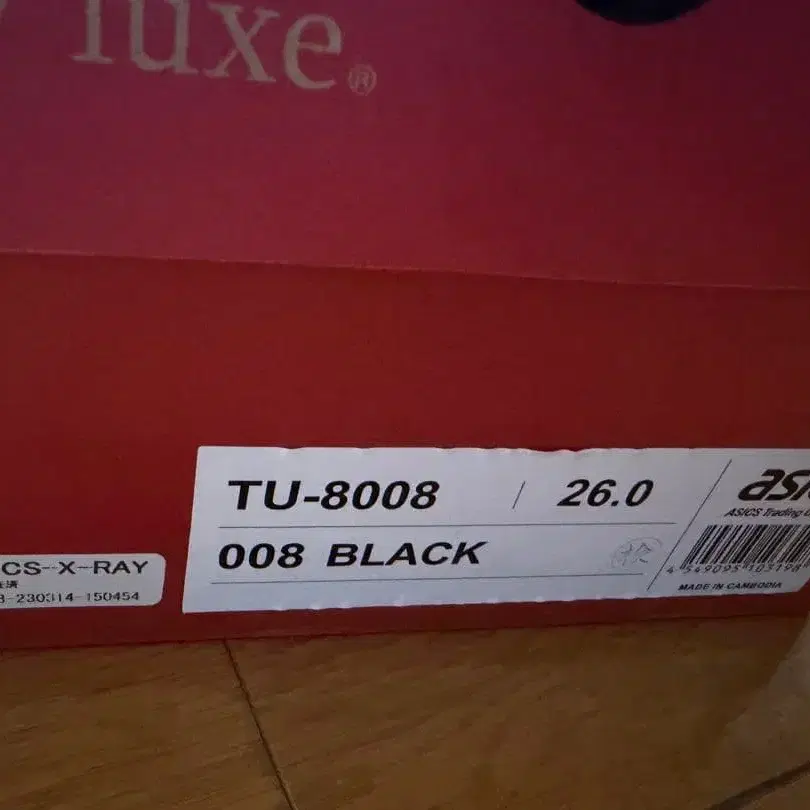 luxe®
TU-8008 / 26.0
008 BLACK
ASICS Trading
MADE IN CAMBODIA
CS-X-RAY
-230314-150454